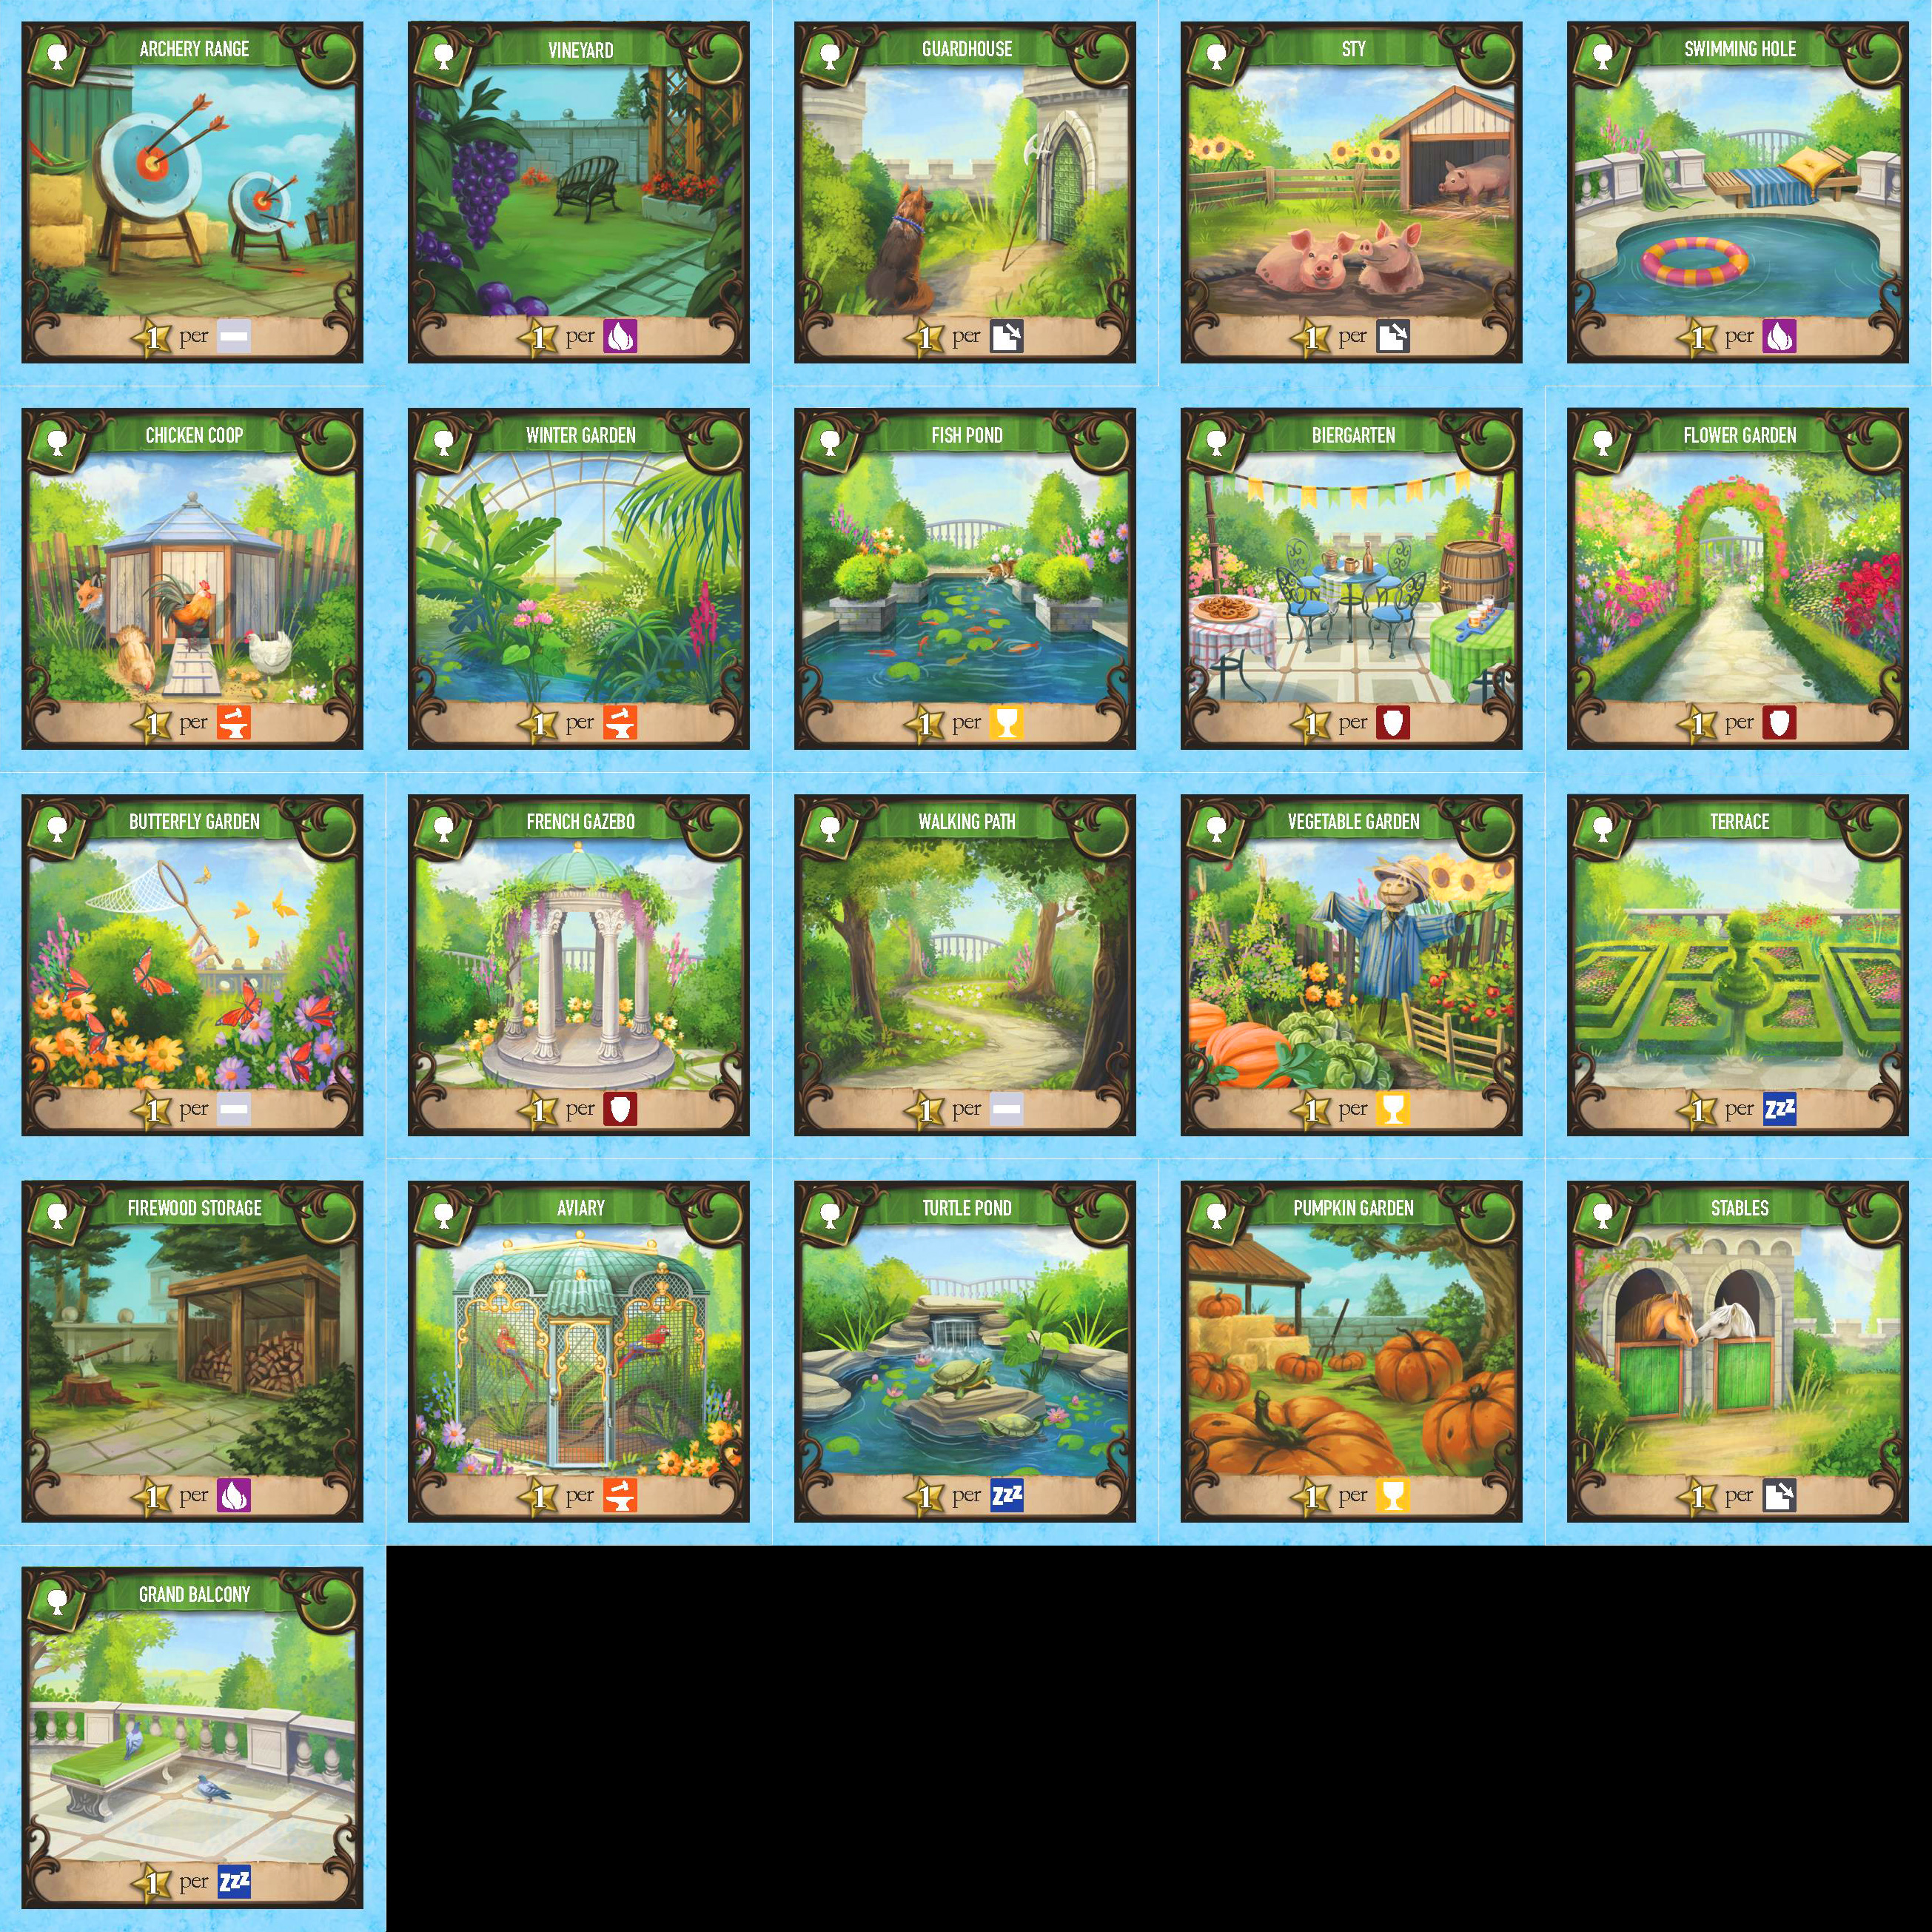 ARCHERY RANGE
1 per
VINEYARD
1 per
GUARDHOUSE
1 per
STY
1 per
SWIMMING HOLE
1 per
CHICKEN COOP
1 per
WINTER GARDEN
1 per
FISH POND
1 per
BIERGARTEN
1 per
FLOWER GARDEN
1 per
BUTTERFLY GARDEN
1 per
FRENCH GAZEBO
1 per
WALKING PATH
1 per
VEGETABLE GARDEN
1 per
TERRACE
1 per ZZZ
FIREWOOD STORAGE
1 per
AVIARY
1 per
TURTLE POND
1 per ZZZ
PUMPKIN GARDEN
1 per
STABLES
1 per
GRAND BALCONY
1 per ZZZ